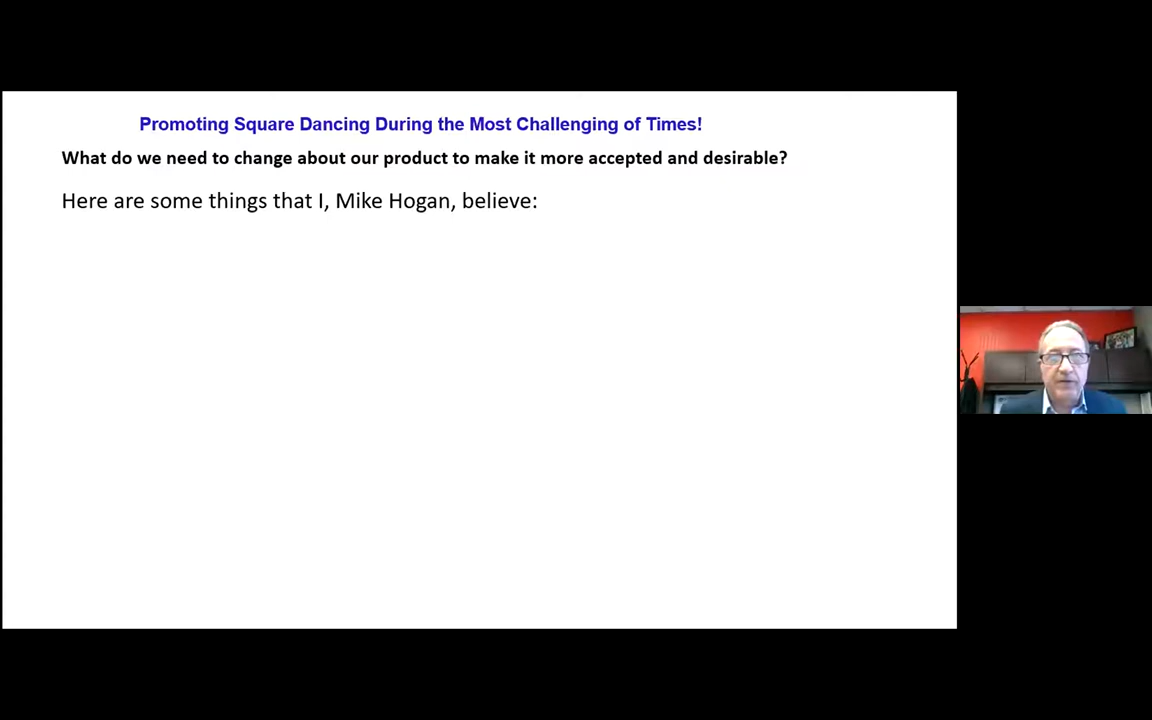 Promoting Square Dancing During the Most Challenging of Times!
What do we need to change about our product to make it more accepted and desirable?
Here are some things that I, Mike Hogan, believe: